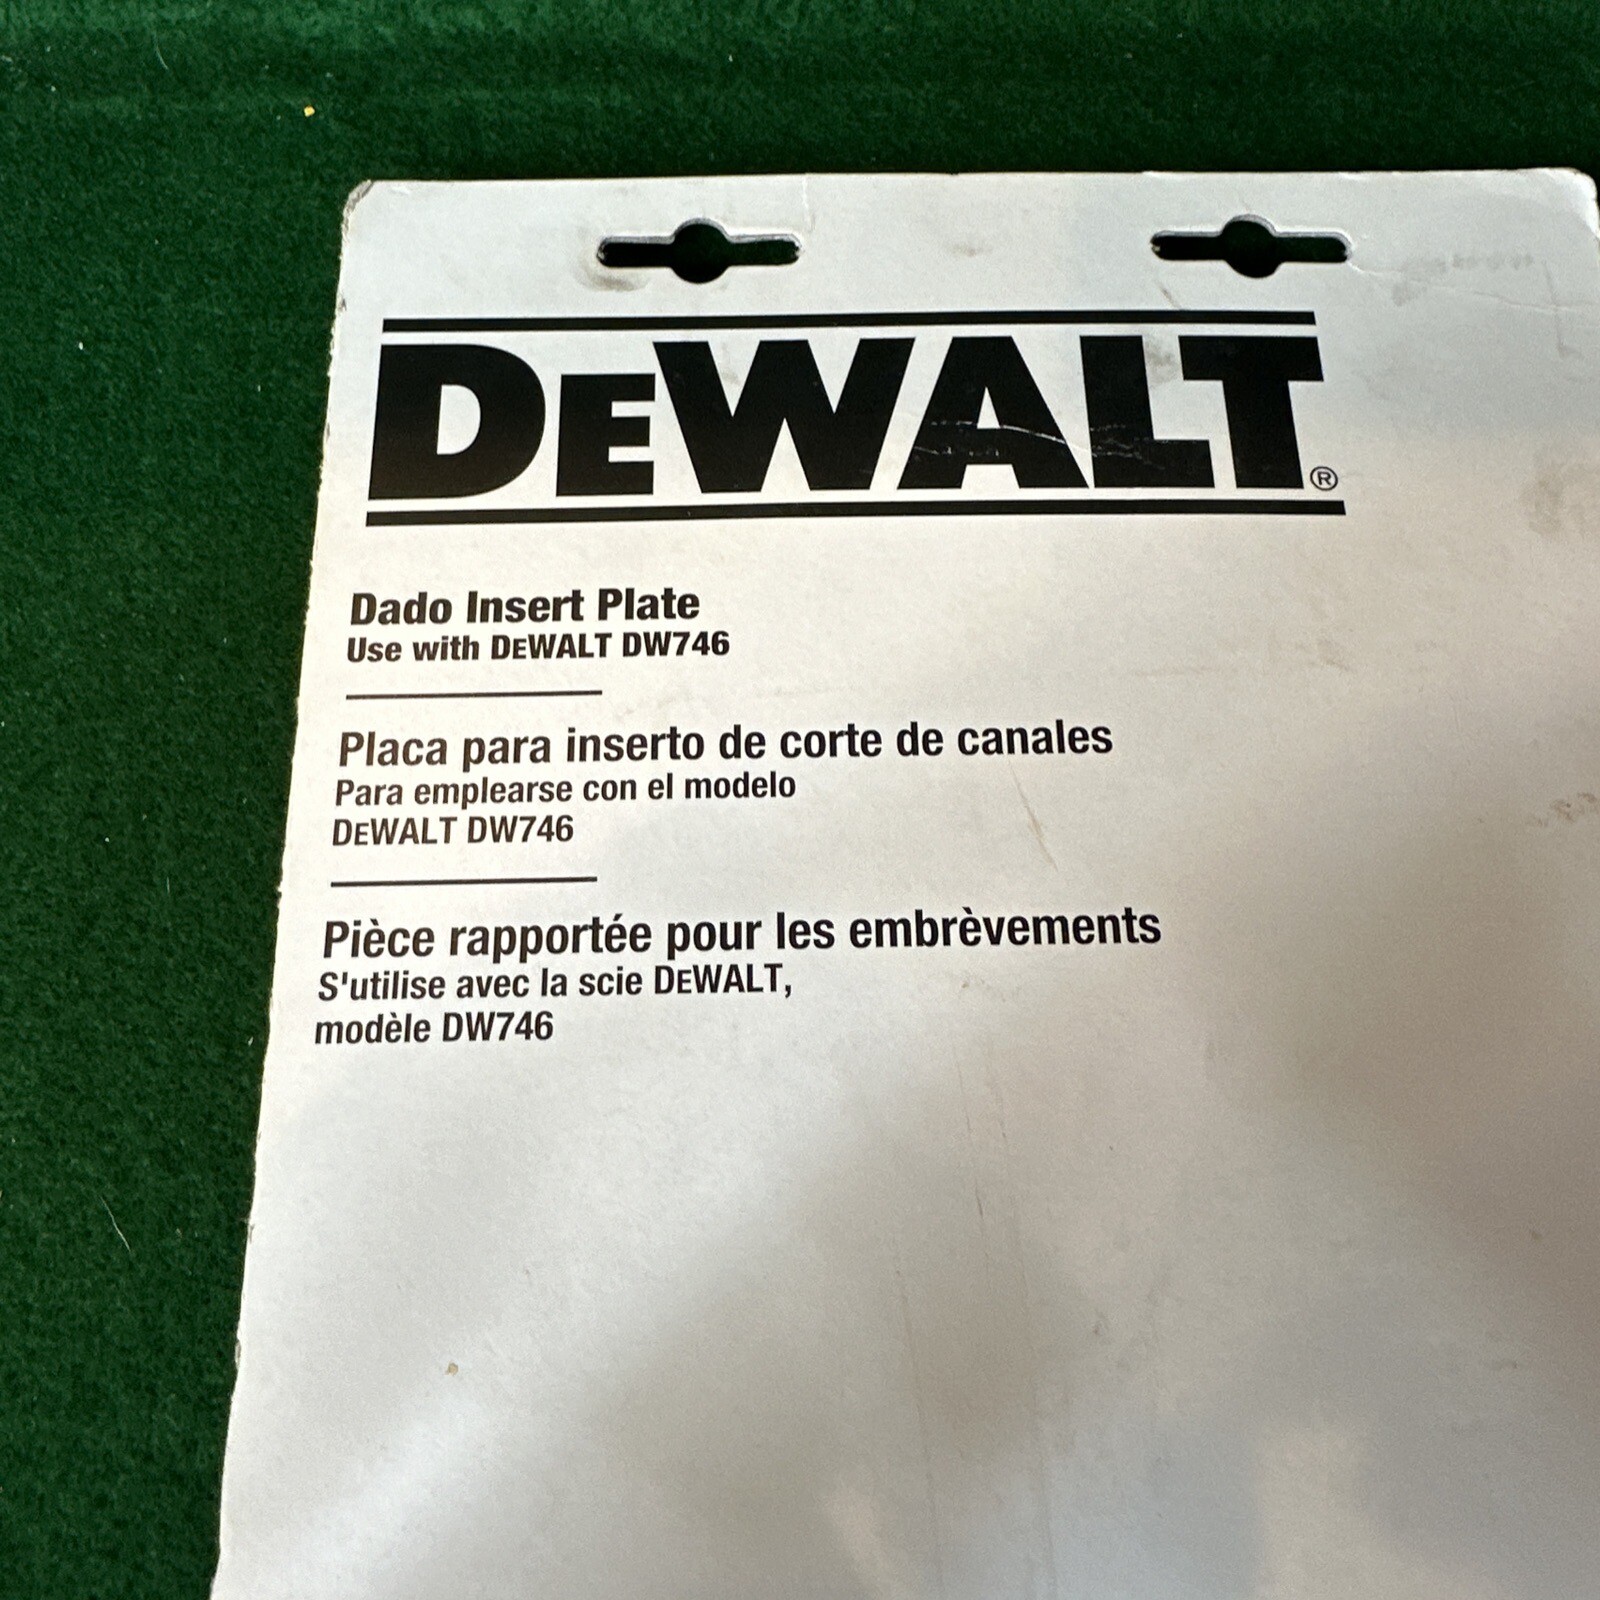 DEWALT®
Dado Insert Plate
Use with DEWALT DW746
Placa para inserto de corte de canales
Para emplearse con el modelo
DEWALT DW746
Pièce rapportée pour les embrèvements
S'utilise avec la scie DEWALT,
modèle DW746